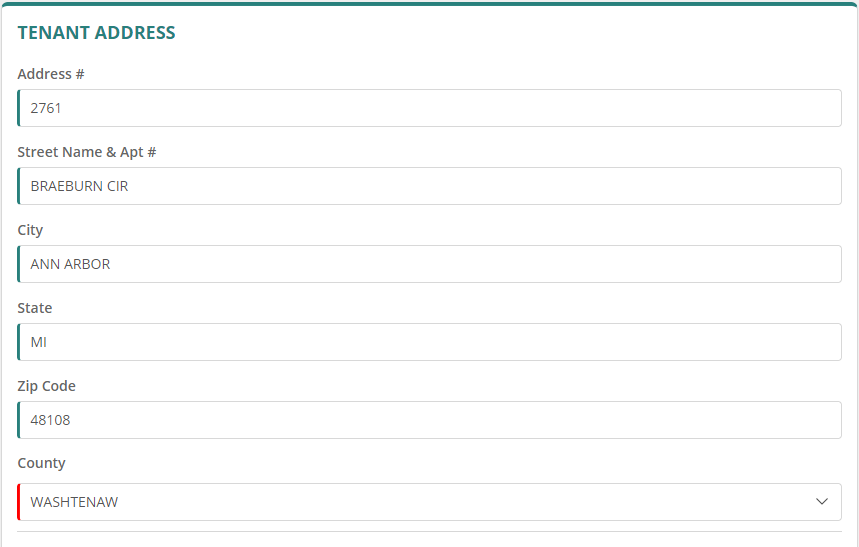 TENANT ADDRESS
Address #
2761
Street Name & Apt #
BRAEBURN CIR
City
ANN ARBOR
State
MI
Zip Code
48108
County
WASHTENAW